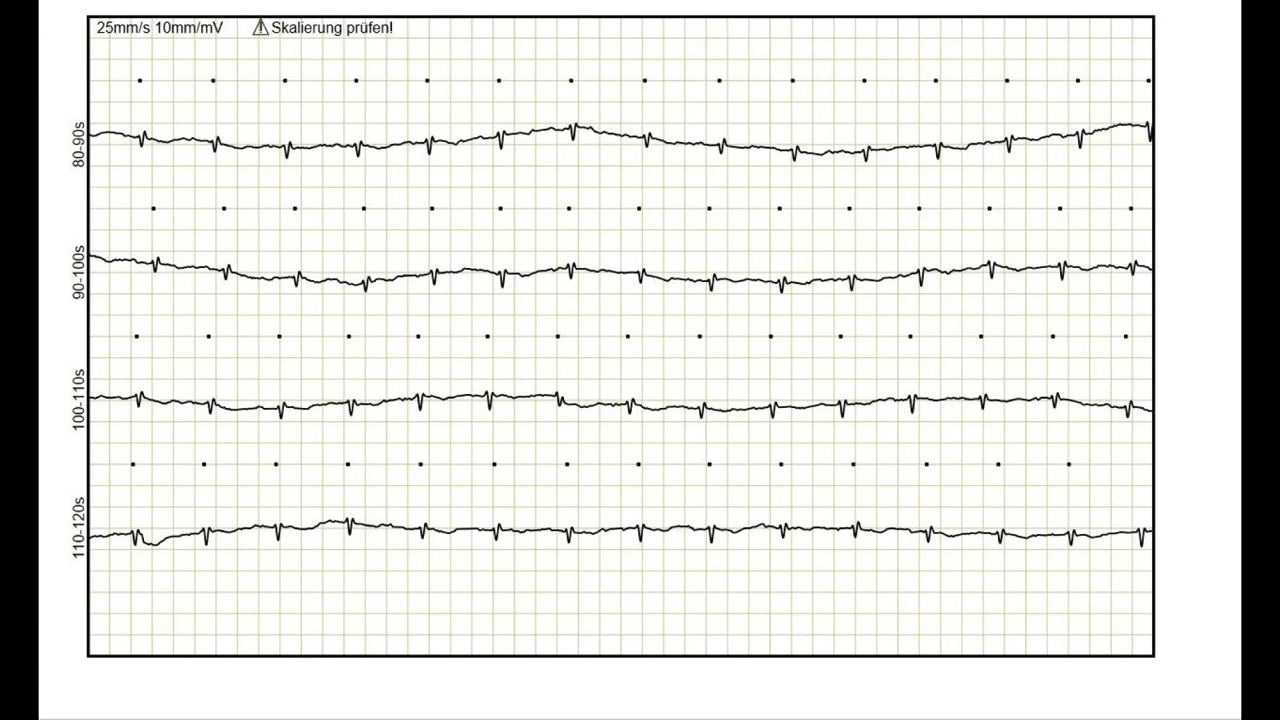 25mm/s 10mm/mV ⚠Skalierung prüfen!
80-90s
90-100s
100-110s
110-120s